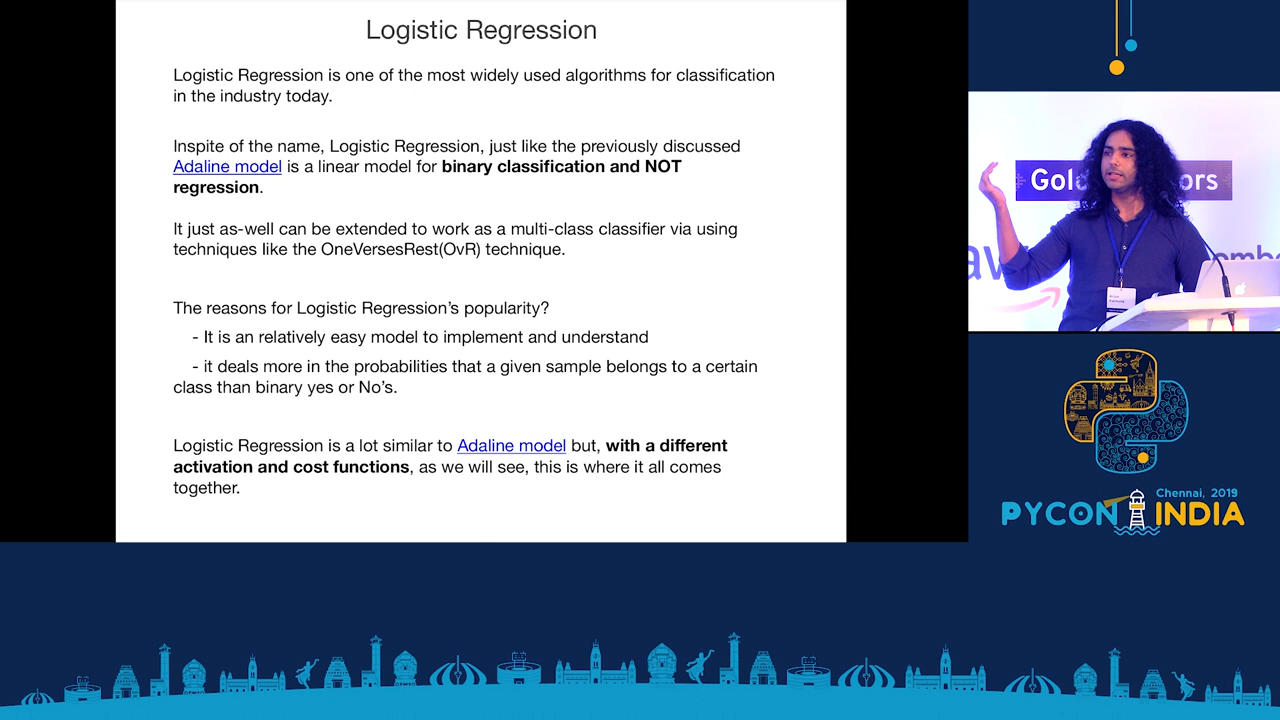 Logistic Regression
Logistic Regression is one of the most widely used algorithms for classification
in the industry today.
Inspite of the name, Logistic Regression, just like the previously discussed
Adaline model is a linear model for binary classification and NOT
regression.
It just as-well can be extended to work as a multi-class classifier via using
techniques like the OneVersesRest(OvR) technique.
The reasons for Logistic Regression's popularity?
- It is an relatively easy model to implement and understand
- it deals more in the probabilities that a given sample belongs to a certain
class than binary yes or No's.
Logistic Regression is a lot similar to Adaline model but, with a different
activation and cost functions, as we will see, this is where it all comes
together.
Chennai, 2019
PYCON INDIA